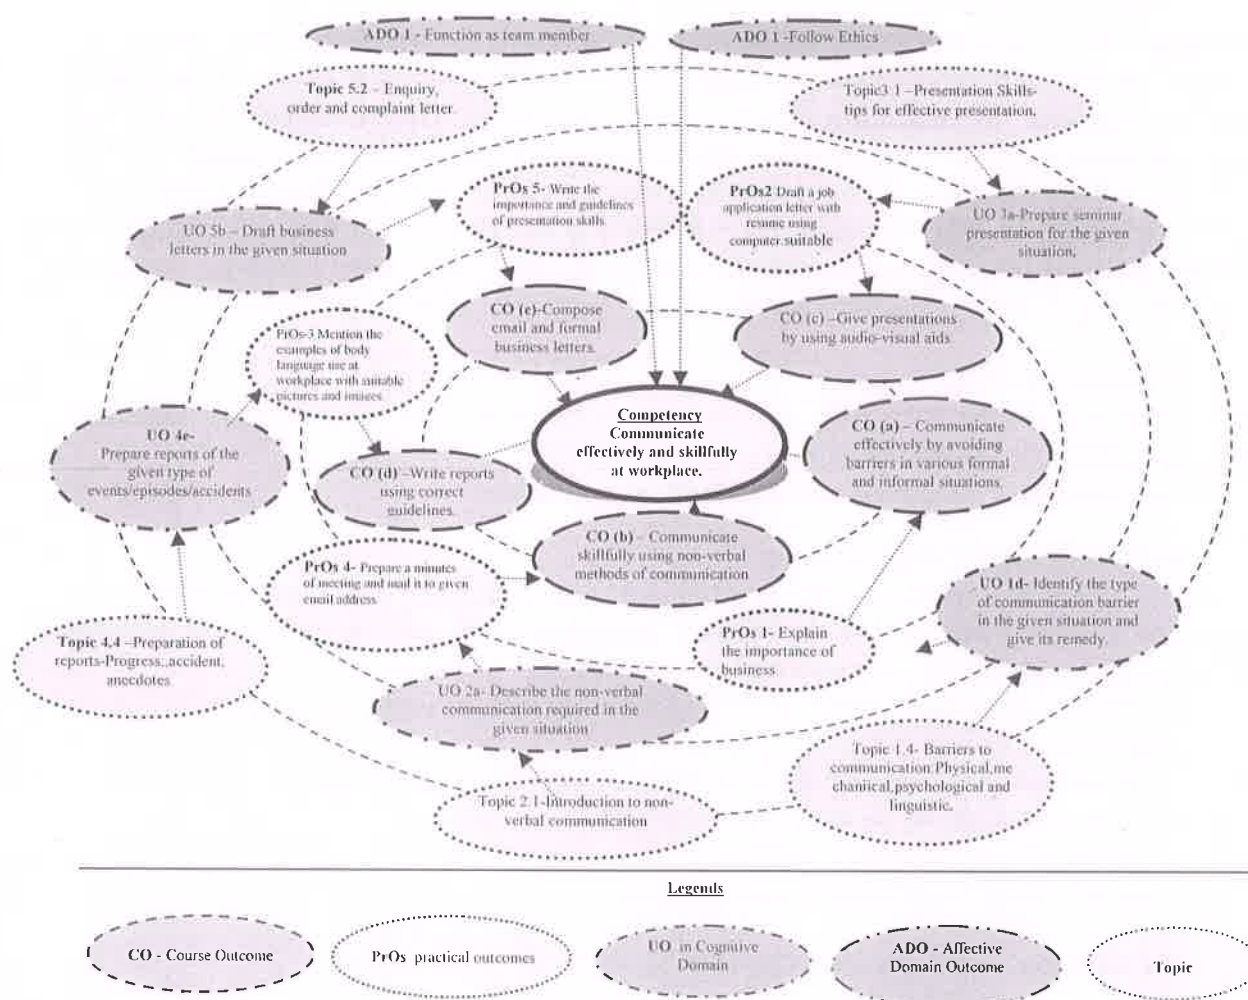 ADO 1 - Function as team member
ADO 1 -Follow Ethics
Topic 5.2 – Enquiry,
order and complaint letter.
Topic3 1 –Presentation Skills-
tips for effective presentation.
PrOs 5- Write the
importance and guidelines
of presentation skills
PrOs2 Draft a job
application letter with
resume using
computer.suitable
UO 5b – Draft business
letters in the given situation
UO 3a-Prepare seminar
presentation for the given
situation.
CO (e)-Compose
email and formal
business letters.
CO (c) –Give presentations
by using audio-visual aids.
PrOs-3 Mention the
examples of body
language use at
workplace with suitable
pictures and images
Competency
Communicate
effectively and skillfully
at workplace.
CO (a) – Communicate
effectively by avoiding
barriers in various formal
and informal situations.
UO 4e-
Prepare reports of the
given type of
events/episodes/accidents
CO (d) –Write reports
using correct
guidelines.
CO (b) – Communicate
skillfully using non-verbal
methods of communication
PrOs 4- Prepare a minutes
of meeting and mail it to given
email address
UO 1d- Identify the type
of communication barrier
in the given situation and
give its remedy.
PrOs 1- Explain
the importance of
business
Topic 4.4 –Preparation of
reports-Progress,,accident,
anecdotes
UO 2a- Describe the non-verbal
communication required in the
given situation
Topic 1.4- Barriers to
communication:Physical,me
chaniical,psychological and
linguistic.
Topic 2 1-Introduction to non-
verbal communication
Legends
CO - Course Outcome
PrOs practical outcomes
UO in Cognitive
Domain
ADO - Affective
Domain Outcome
Topic